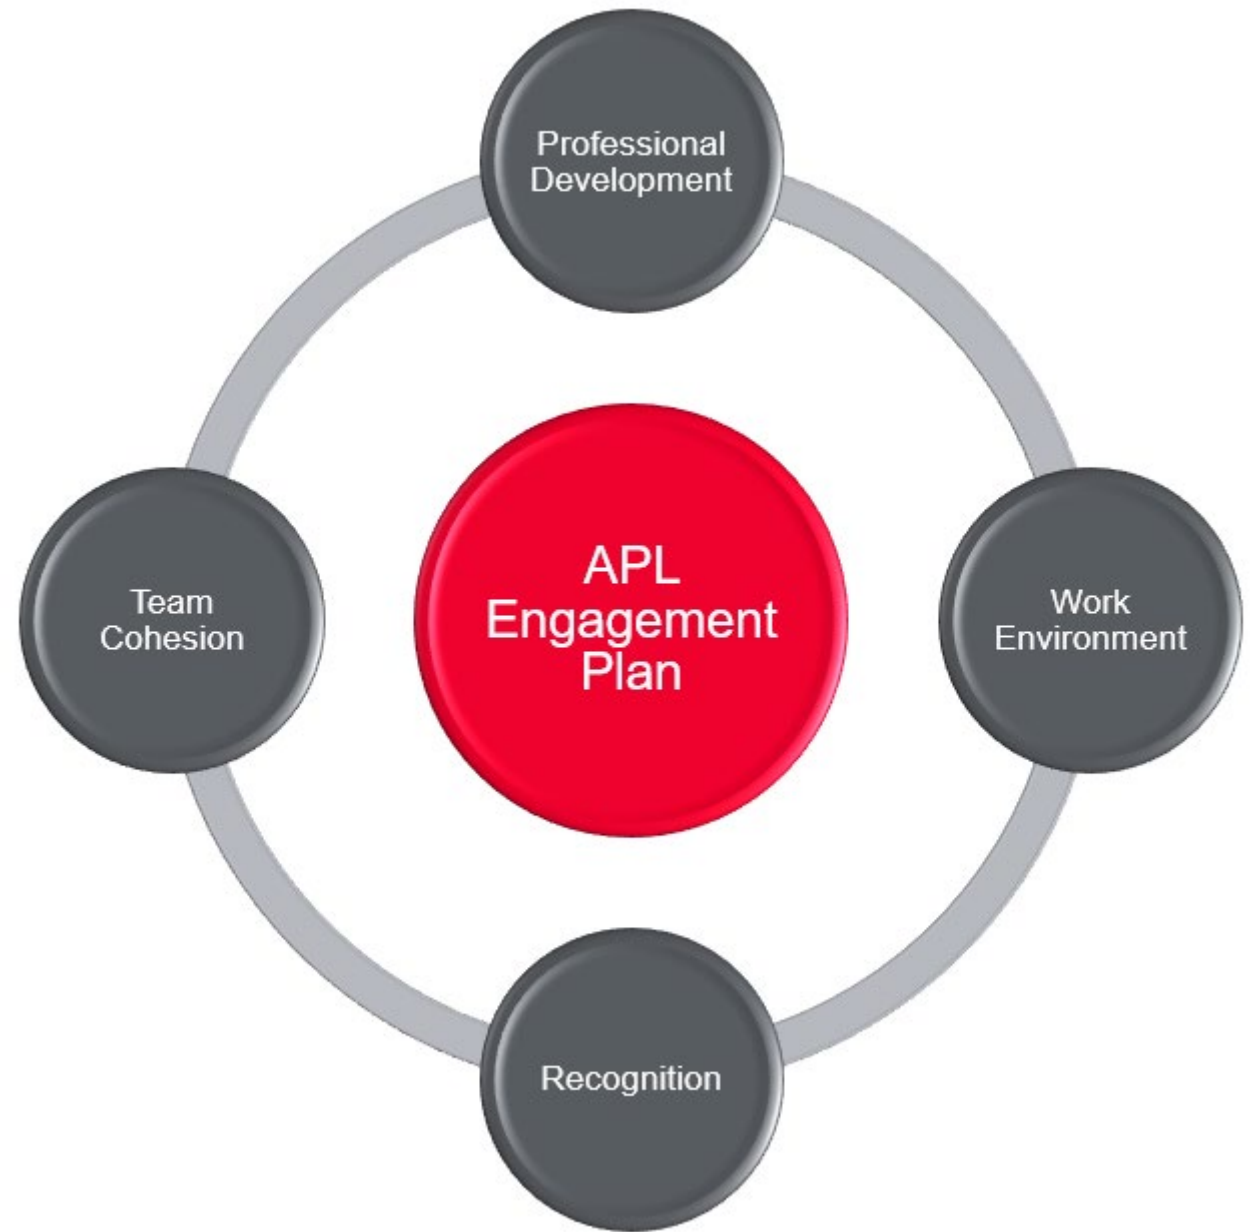 Professional
Development
Team
Cohesion
APL
Engagement
Plan
Work
Environment
Recognition